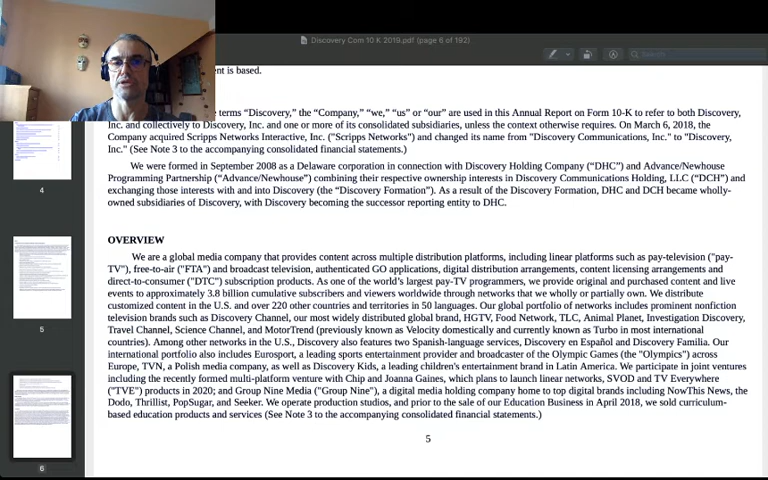 Discovery Com 10 K 2019.pdf (page 6 of 192)
Search
ent is based.
terms “Discovery,” the “Company,” “we,” “us” or “our” are used in this Annual Report on Form 10-K to refer to both Discovery,
Inc. and collectively to Discovery, Inc. and one or more of its consolidated subsidiaries, unless the context otherwise requires. On March 6, 2018, the
Company acquired Scripps Networks Interactive, Inc. ("Scripps Networks") and changed its name from "Discovery Communications, Inc." to "Discovery,
Inc." (See Note 3 to the accompanying consolidated financial statements.)
We were formed in September 2008 as a Delaware corporation in connection with Discovery Holding Company (“DHC”) and Advance/Newhouse
Programming Partnership (“Advance/Newhouse”) combining their respective ownership interests in Discovery Communications Holding, LLC (“DCH”) and
exchanging those interests with and into Discovery (the “Discovery Formation”). As a result of the Discovery Formation, DHC and DCH became wholly-
owned subsidiaries of Discovery, with Discovery becoming the successor reporting entity to DHC.
OVERVIEW
We are a global media company that provides content across multiple distribution platforms, including linear platforms such as pay-television ("pay-
TV"), free-to-air ("FTA") and broadcast television, authenticated GO applications, digital distribution arrangements, content licensing arrangements and
direct-to-consumer ("DTC") subscription products. As one of the world’s largest pay-TV programmers, we provide original and purchased content and live
events to approximately 3.8 billion cumulative subscribers and viewers worldwide through networks that we wholly or partially own. We distribute
customized content in the U.S. and over 220 other countries and territories in 50 languages. Our global portfolio of networks includes prominent nonfiction
television brands such as Discovery Channel, our most widely distributed global brand, HGTV, Food Network, TLC, Animal Planet, Investigation Discovery,
Travel Channel, Science Channel, and MotorTrend (previously known as Velocity domestically and currently known as Turbo in most international
countries). Among other networks in the U.S., Discovery also features two Spanish-language services, Discovery en Español and Discovery Familia. Our
international portfolio also includes Eurosport, a leading sports entertainment provider and broadcaster of the Olympic Games (the "Olympics") across
Europe, TVN, a Polish media company, as well as Discovery Kids, a leading children's entertainment brand in Latin America. We participate in joint ventures
including the recently formed multi-platform venture with Chip and Joanna Gaines, which plans to launch linear networks, SVOD and TV Everywhere
("TVE") products in 2020; and Group Nine Media ("Group Nine"), a digital media holding company home to top digital brands including NowThis News, the
Dodo, Thrillist, PopSugar, and Seeker. We operate production studios, and prior to the sale of our Education Business in April 2018, we sold curriculum-
based education products and services (See Note 3 to the accompanying consolidated financial statements.)
5
4
5
6